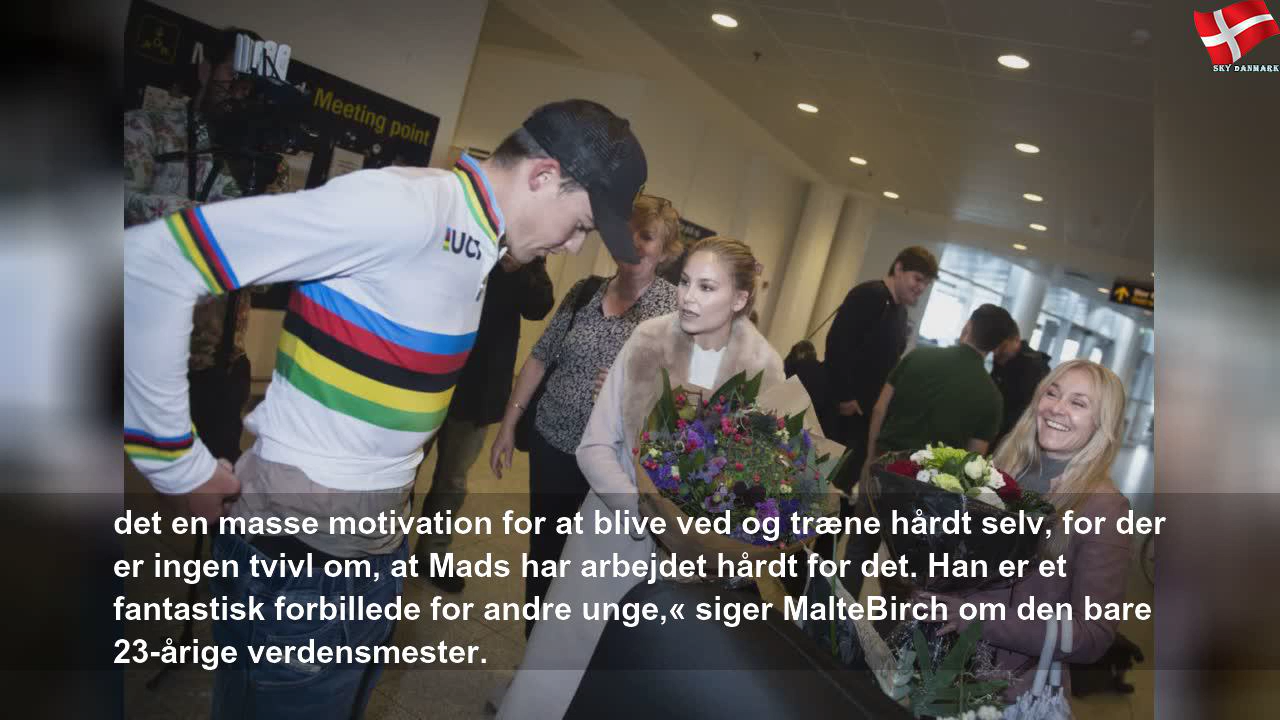 SKY DANMARK
Meeting point
UCI
det en masse motivation for at blive ved og træne hårdt selv, for der
er ingen tvivl om, at Mads har arbejdet hårdt for det. Han er et
fantastisk forbillede for andre unge,« siger MalteBirch om den bare
23-årige verdensmester.